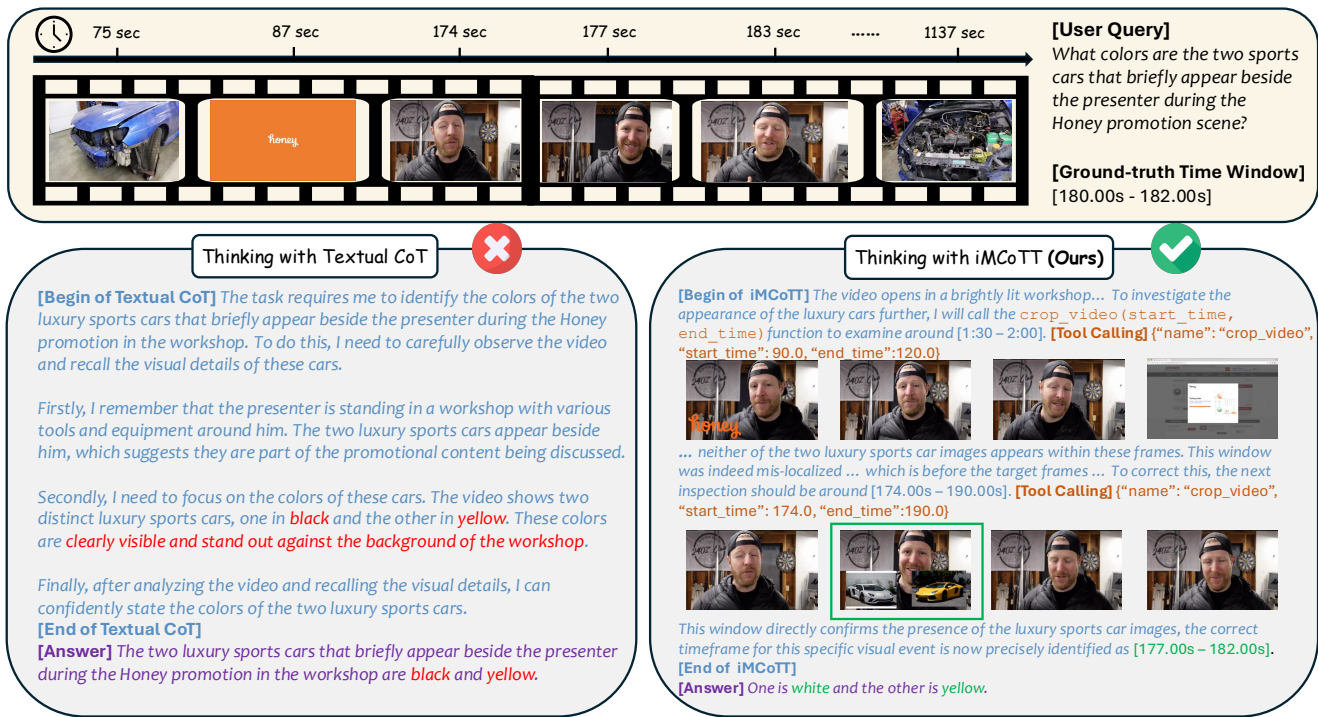 75 sec
87 sec
174 sec
177 sec
183 sec
......
1137 sec
honey
[User Query]
What colors are the two sports
cars that briefly appear beside
the presenter during the
Honey promotion scene?
[Ground-truth Time Window]
[180.00s - 182.00s]
Thinking with Textual CoT
[Begin of Textual CoT] The task requires me to identify the colors of the two
luxury sports cars that briefly appear beside the presenter during the Honey
promotion in the workshop. To do this, I need to carefully observe the video
and recall the visual details of these cars.
Firstly, I remember that the presenter is standing in a workshop with various
tools and equipment around him. The two luxury sports cars appear beside
him, which suggests they are part of the promotional content being discussed.
Secondly, I need to focus on the colors of these cars. The video shows two
distinct luxury sports cars, one in black and the other in yellow. These colors
are clearly visible and stand out against the background of the workshop.
Finally, after analyzing the video and recalling the visual details, I can
confidently state the colors of the two luxury sports cars.
[End of Textual CoT]
[Answer] The two luxury sports cars that briefly appear beside the presenter
during the Honey promotion in the workshop are black and yellow.
Thinking with iMCoTT (Ours)
[Begin of iMCoTT] The video opens in a brightly lit workshop... To investigate the
appearance of the luxury cars further, I will call the crop_video(start_time,
end_time)function to examine around [1:30 – 2:00]. [Tool Calling] {“name”: “crop_video”,
“start_time”: 90.0, “end_time”:120.0}
honey
... neither of the two luxury sports car images appears within these frames. This window
was indeed mis-localized ... which is before the target frames ... To correct this, the next
inspection should be around [174.00s – 190.00s]. [Tool Calling] {“name”: “crop_video”,
“start_time”: 174.0, “end_time”:190.0}
This window directly confirms the presence of the luxury sports car images, the correct
timeframe for this specific visual event is now precisely identified as [177.00s – 182.00s].
[End of iMCoTT]
[Answer] One is white and the other is yellow.